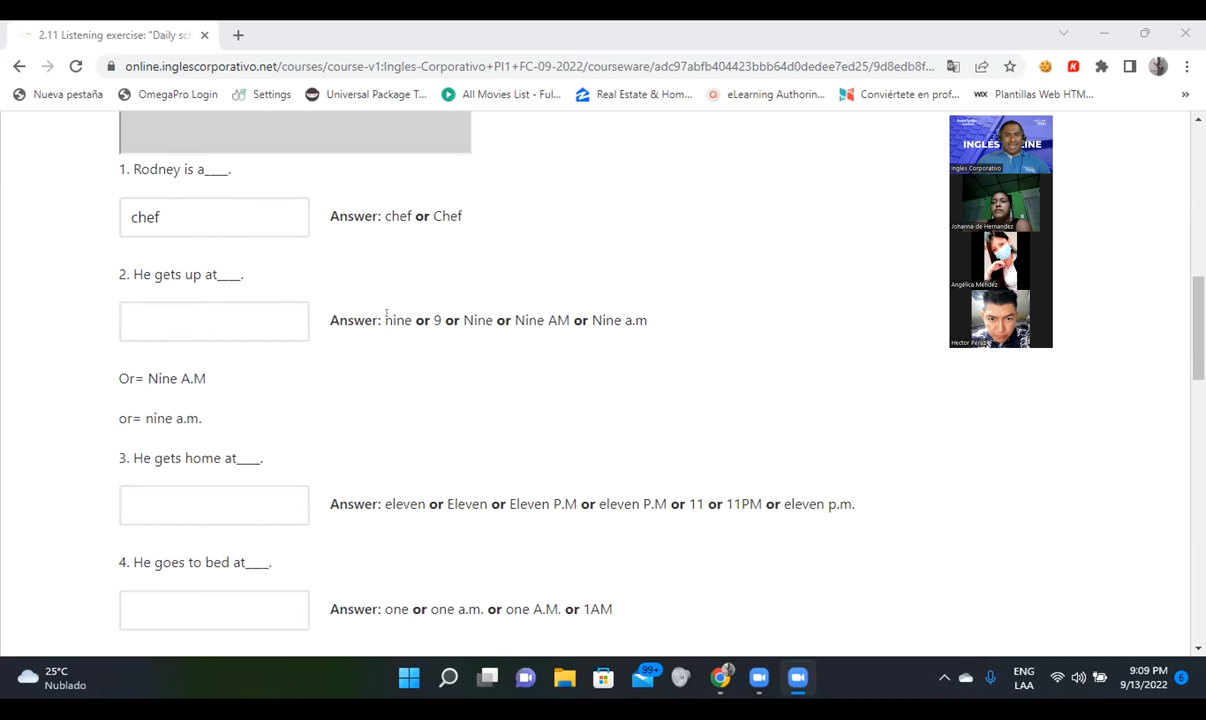 2.11 Listening exercise: "Daily sch
online.inglescorporativo.net/courses/course-v1:Ingles-Corporativo+PI1+FC-09-2022/courseware/adc97abfb404423bbb64d0dedee7ed25/9d8edb8f...
Nueva pestaña
OmegaPro Login
Settings
Universal Package T...
All Movies List - Ful...
Real Estate & Hom...
eLearning Authorin...
Conviértete en prof...
WIX Plantillas Web HTM...
»
1. Rodney is a____.
chef
Answer: chef or Chef
2. He gets up at____.
Answer: nine or 9 or Nine or Nine AM or Nine a.m
Or= Nine A.M
or= nine a.m.
3. He gets home at____.
Answer: eleven or Eleven or Eleven P.M or eleven P.M or 11 or 11PM or eleven p.m.
4. He goes to bed at____.
Answer: one or one a.m. or one A.M. or 1AM
Ingles Corporativo
Johanna de Hernandez
Angélica Méndez
Hector Pérez
25°C
Nublado
99+
ENG
LAA
9:09 PM
9/13/2022
6